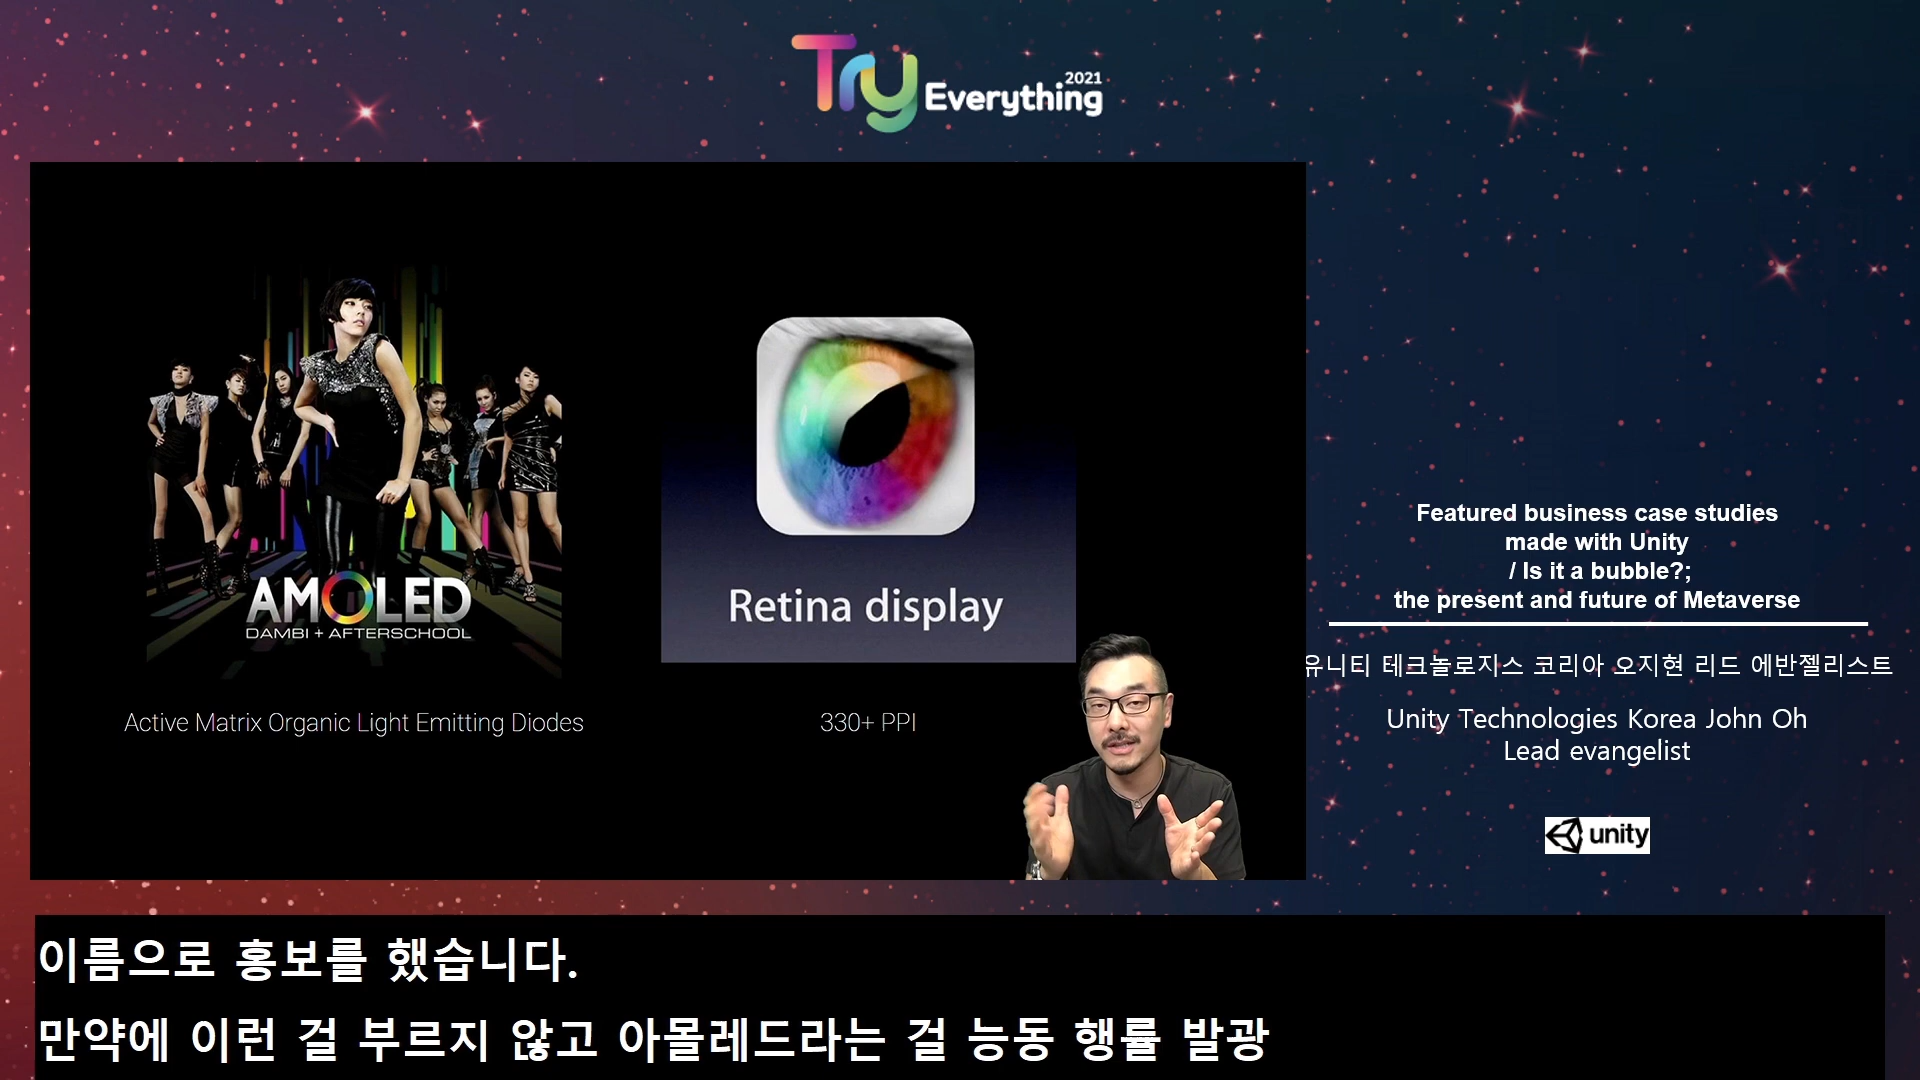 Try Everything 2021
AMOLED
DAMBI + AFTERSCHOOL
Active Matrix Organic Light Emitting Diodes
Retina display
330+ PPI
Featured business case studies
made with Unity
/ Is it a bubble?;
the present and future of Metaverse
유니티 테크놀로지스 코리아 오지현 리드 에반젤리스트
Unity Technologies Korea John Oh
Lead evangelist
unity
이름으로 홍보를 했습니다.
만약에 이런 걸 부르지 않고 아몰레드라는 걸 능동 행률 발광